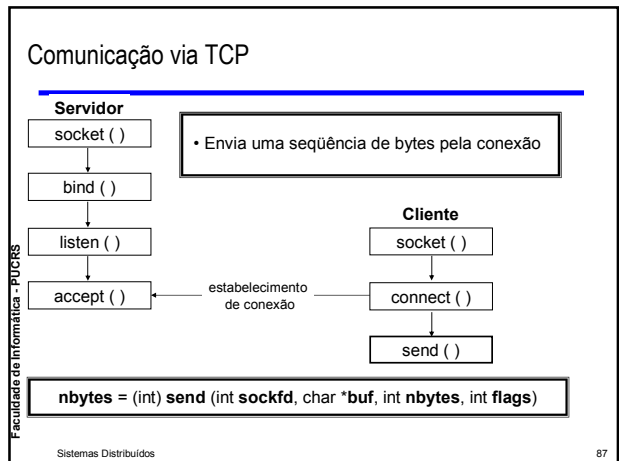 Comunicação via TCP
Servidor
socket ( )
• Envia uma seqüência de bytes pela conexão
bind ( )
Cliente
listen ( )
socket ( )
accept ( )
estabelecimento
de conexão
connect ( )
send ( )
nbytes = (int) send (int sockfd, char *buf, int nbytes, int flags)
Faculdade de Informática - PUCRS
Sistemas Distribuídos
87